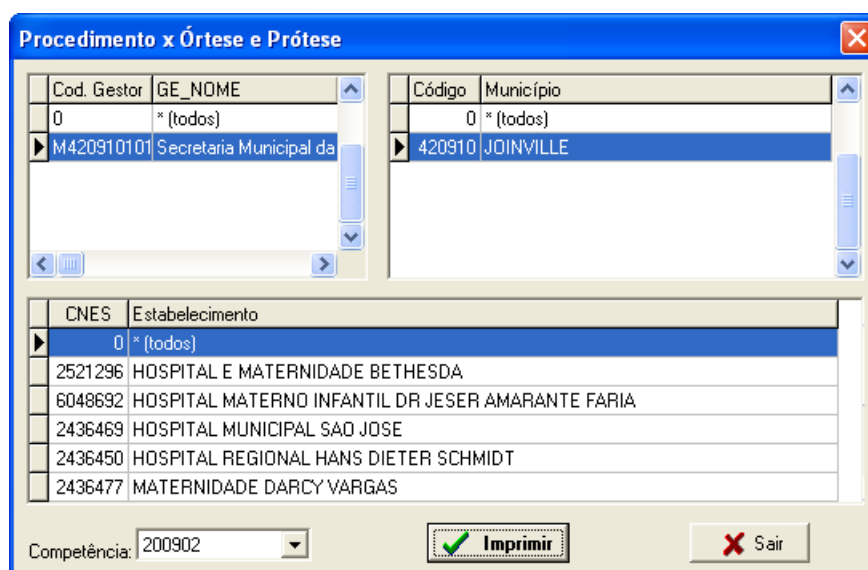 Procedimento x Órtese e Prótese
Cod. Gestor GE_NOME
0 * (todos)
M420910101 Secretaria Municipal da
Código Município
0 * (todos)
420910 JOINVILLE
CNES Estabelecimento
0 * (todos)
2521296 HOSPITAL E MATERNIDADE BETHESDA
6048692 HOSPITAL MATERNO INFANTIL DR JESER AMARANTE FARIA
2436469 HOSPITAL MUNICIPAL SAO JOSE
2436450 HOSPITAL REGIONAL HANS DIETER SCHMIDT
2436477 MATERNIDADE DARCY VARGAS
Competência: 200902 Imprimir Sair